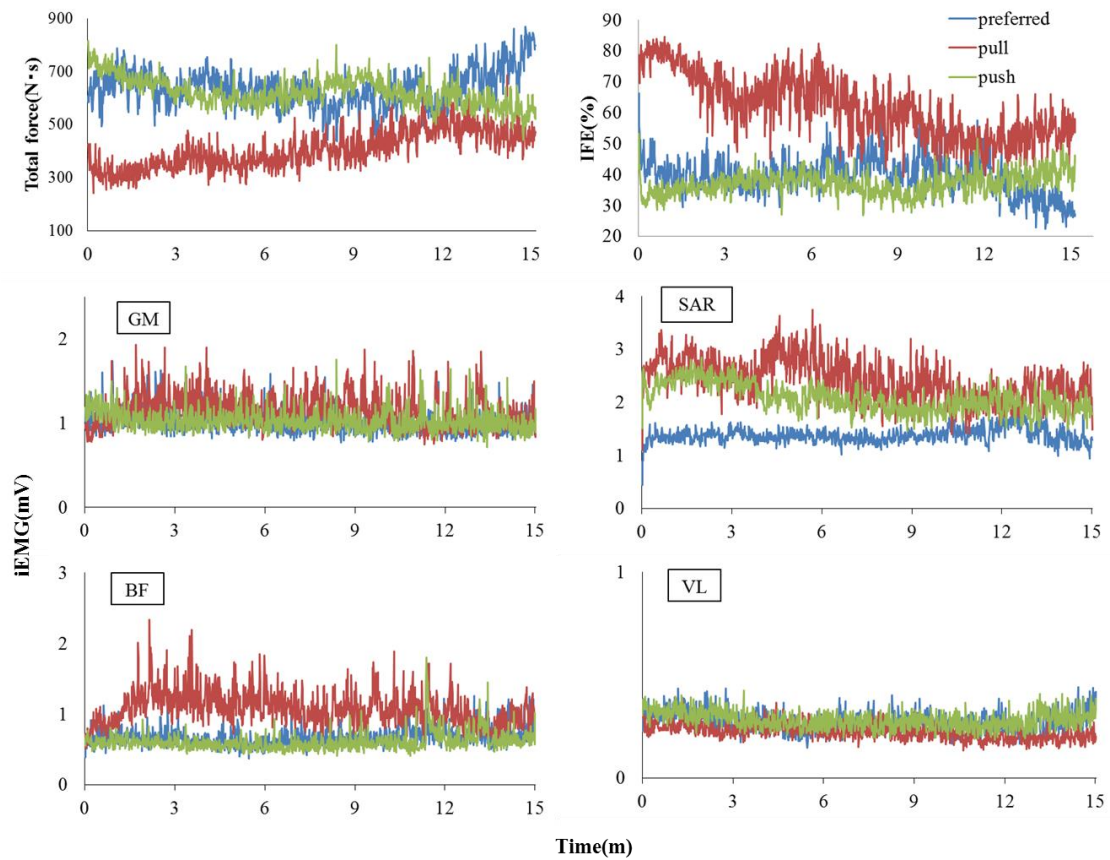 900
700
500
300
100
Total force(N·s)
0 3 6 9 12 15
90
80
70
60
50
40
30
20
IFE(%)
0 3 6 9 12 15
preferred
pull
push
GM
2
1
0
0 3 6 9 12 15
SAR
4
3
2
1
0
0 3 6 9 12 15
iEMG(mV)
BF
3
2
1
0
0 3 6 9 12 15
VL
1
0
0 3 6 9 12 15
Time(m)